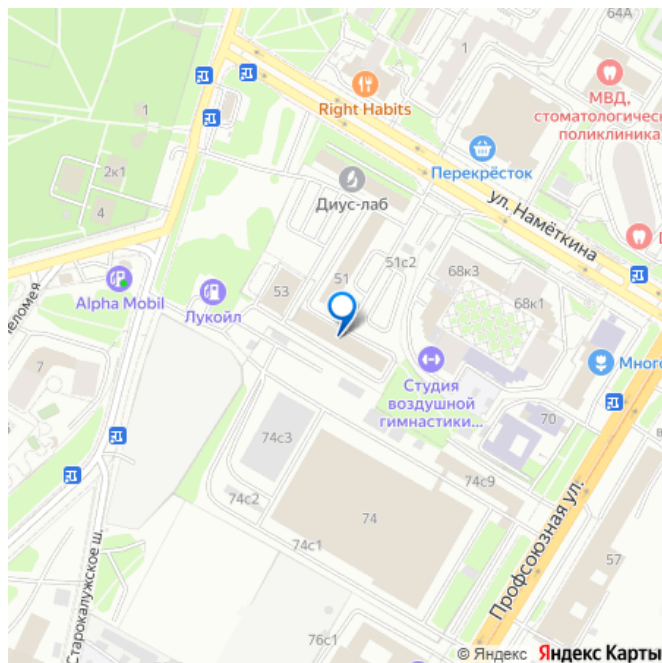 64А
1
МВД,
стоматологическ
поликлиника
Right Habits
1
Перекрёсток
2к1
4
Диус-лаб
ул. Намёткина
51с2
68к3
51
53
68к1
Alpha Mobil
Лукойл
еломея
7
Много
Студия
воздушной
гимнастики...
70
74с3
74с2
74с9
74
74с1
Профсоюзная ул.
57
Старокалужское ш.
76с1
© Яндекс Яндекс Карты